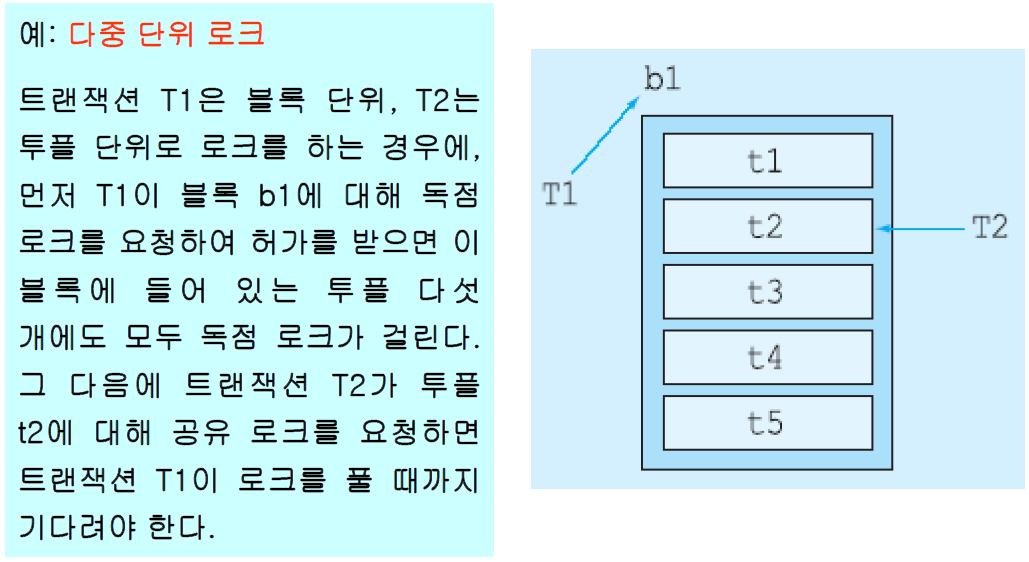 예: 다중 단위 로크
트랜잭션 T1은 블록 단위, T2는
투플 단위로 로크를 하는 경우에,
먼저 T1이 블록 b1에 대해 독점
로크를 요청하여 허가를 받으면 이
블록에 들어 있는 투플 다섯
개에도 모두 독점 로크가 걸린다.
그 다음에 트랜잭션 T2가 투플
t2에 대해 공유 로크를 요청하면
트랜잭션 T1이 로크를 풀 때까지
기다려야 한다.
b1
T1
t1
t2
T2
t3
t4
t5